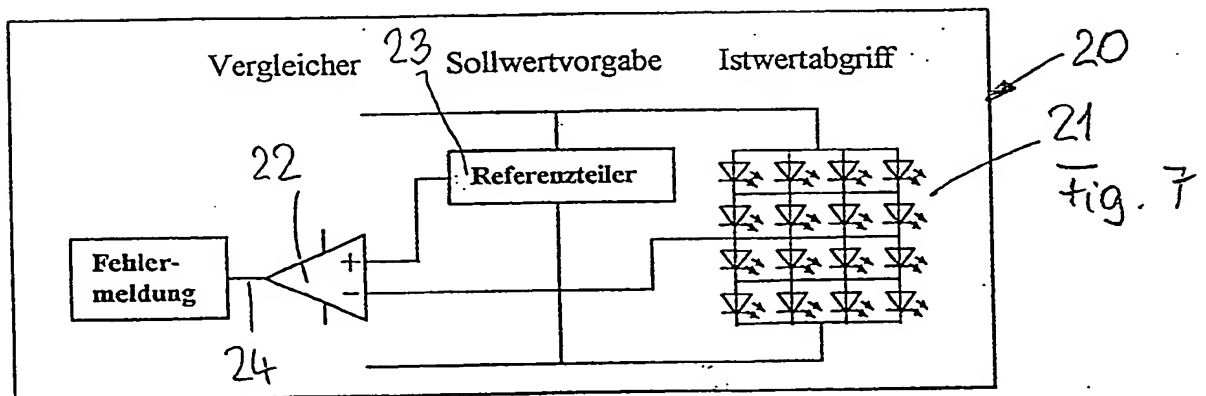 Vergleicher 23 Sollwertvorgabe Istwertabgriff
20
21
Fig. 7
22
Referenzteiler
+
−
Fehler-
meldung
24